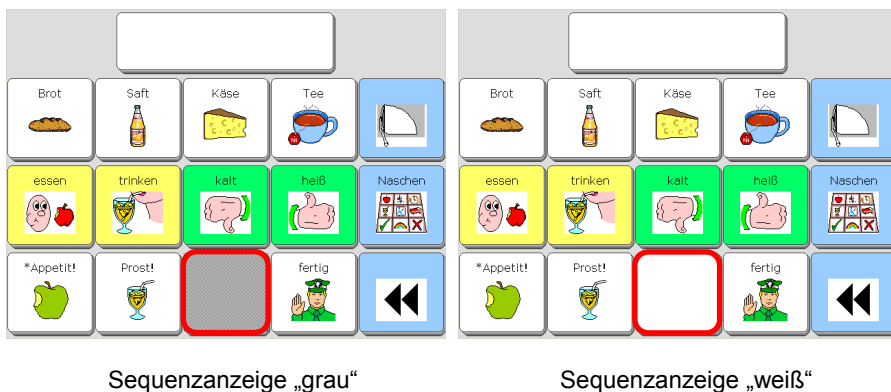 Brot Saft Käse Tee
essen trinken kalt heiß Naschen
*Appetit! Prost! fertig
Brot Saft Käse Tee
essen trinken kalt heiß Naschen
*Appetit! Prost! fertig
Sequenzanzeige „grau“
Sequenzanzeige „weiß“